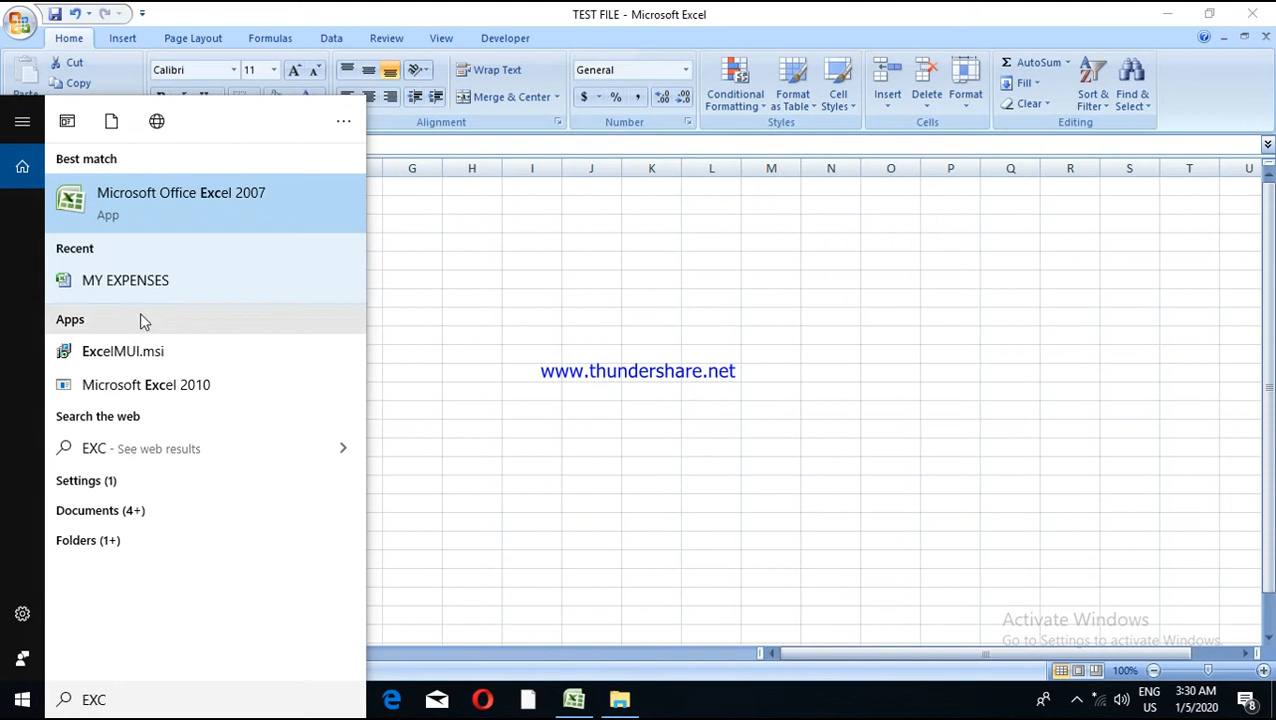 TEST FILE - Microsoft Excel
Home Insert Page Layout Formulas Data Review View Developer
Cut
Copy
Calibri 11
Wrap Text
Merge & Center
General
$ % ,
Conditional Formatting
Format as Table
Cell Styles
Insert
Delete
Format
AutoSum
Fill
Clear
Sort & Filter
Find & Select
Alignment Number Styles Cells Editing
G H I J K L M N O P Q R S T U
Best match
Microsoft Office Excel 2007
App
Recent
MY EXPENSES
Apps
ExcelMUI.msi
Microsoft Excel 2010
Search the web
EXC - See web results
Settings (1)
Documents (4+)
Folders (1+)
www.thundershare.net
Activate Windows
Go to Settings to activate Windows.
100%
EXC
ENG
US
3:30 AM
1/5/2020
8